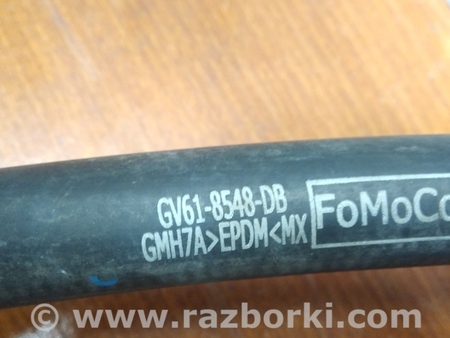 GV61-8548-DB
GMH7A>EPDM<MX
FoMoCo
www.razborki.com